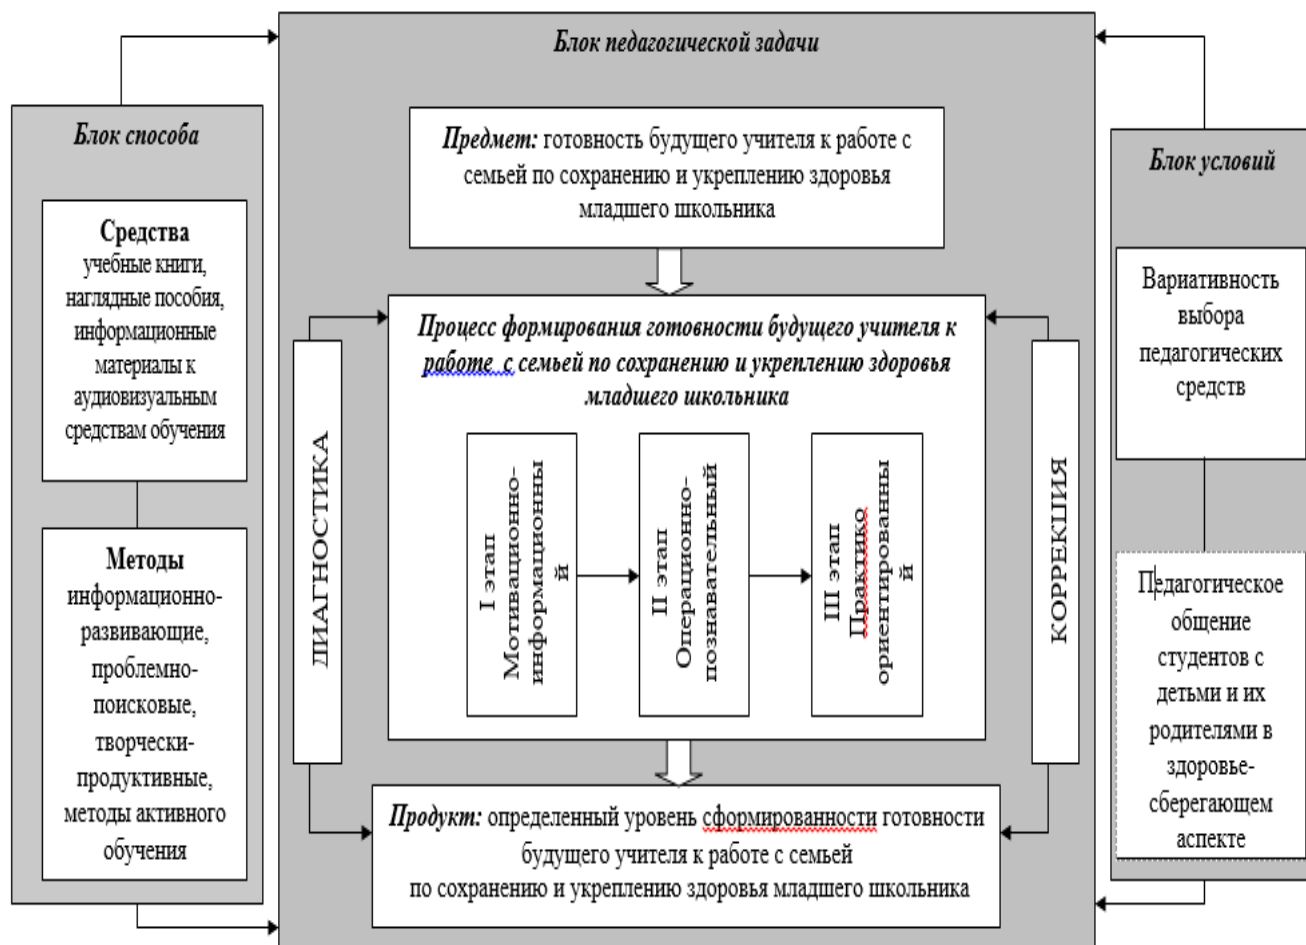 Блок педагогической задачи
Блок способа
Средства
учебные книги,
наглядные пособия,
информационные
материалы к
аудиовизуальным
средствам обучения
Методы
информационно-
развивающие,
проблемно-
поисковые,
творчески-
продуктивные,
методы активного
обучения
Предмет: готовность будущего учителя к работе с
семьей по сохранению и укреплению здоровья
младшего школьника
Процесс формирования готовности будущего учителя к
работе с семьей по сохранению и укреплению здоровья
младшего школьника
ДИАГНОСТИКА
I этап
Мотивационно-
информационны
й
II этап
Операционно-
познавательный
III этап
Практико
ориентированны
й
КОРРЕКЦИЯ
Продукт: определенный уровень сформированности готовности
будущего учителя к работе с семьей
по сохранению и укреплению здоровья младшего школьника
Блок условий
Вариативность
выбора
педагогических
средств
Педагогическое
общение
студентов с
детьми и их
родителями в
здоровье-
сберегающем
аспекте